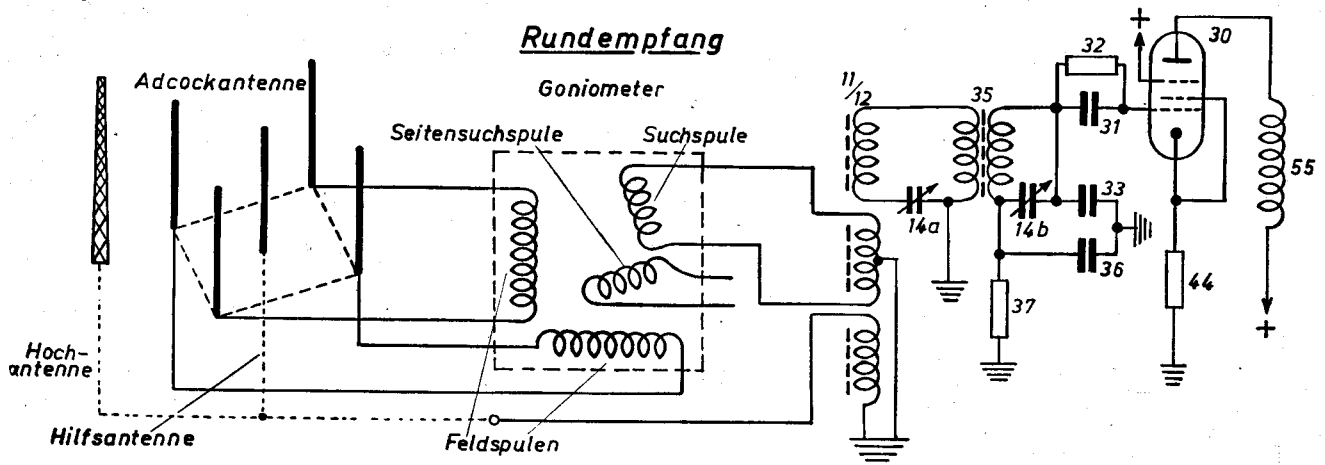 Rundempfang
Adcockantenne
Goniometer
Seitensuchspule
Suchspule
11/12
35
32
30
31
55
14a
14b
33
36
37
44
+
+
Hoch-
antenne
Hilfsantenne
Feldspulen